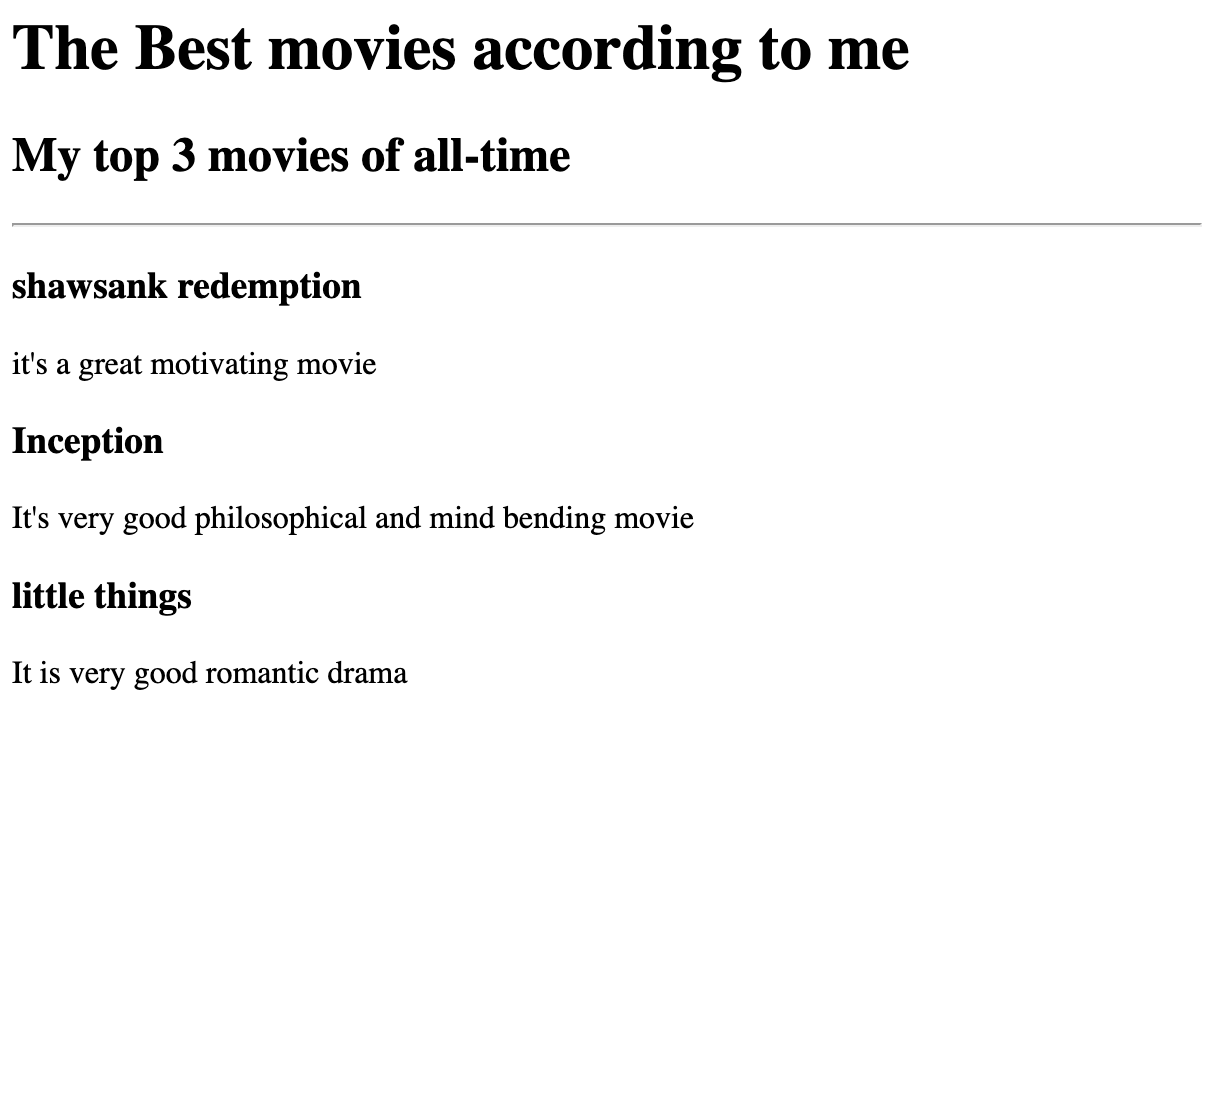 The Best movies according to me
My top 3 movies of all-time
shawsank redemption
it's a great motivating movie
Inception
It's very good philosophical and mind bending movie
little things
It is very good romantic drama